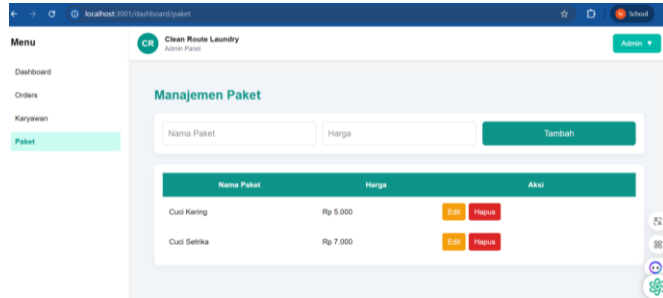 localhost:3001/dashboard/paket
School
Menu
CR
Clean Route Laundry
Admin Panel
Admin ▼
Dashboard
Orders
Karyawan
Paket
Manajemen Paket
Nama Paket Harga Tambah
Nama Paket Harga Aksi
Cuci Kering Rp 5.000 Edit Hapus
Cuci Setrika Rp 7.000 Edit Hapus